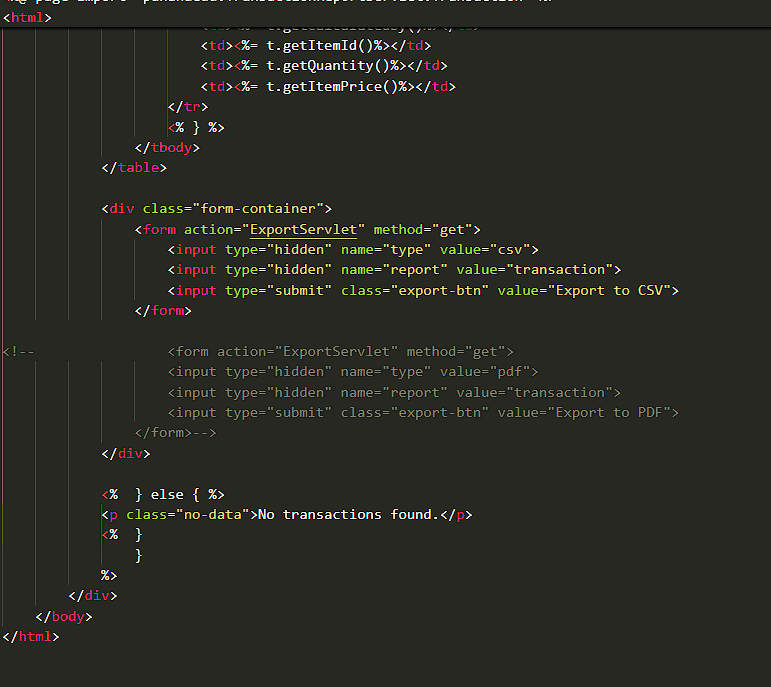 <html>
<td><%= t.getItemId()%></td>
<td><%= t.getQuantity()%></td>
<td><%= t.getItemPrice()%></td>
</tr>
<% } %>
</tbody>
</table>
<div class="form-container">
<form action="ExportServlet" method="get">
<input type="hidden" name="type" value="csv">
<input type="hidden" name="report" value="transaction">
<input type="submit" class="export-btn" value="Export to CSV">
</form>
<!-- <form action="ExportServlet" method="get">
<input type="hidden" name="type" value="pdf">
<input type="hidden" name="report" value="transaction">
<input type="submit" class="export-btn" value="Export to PDF">
</form>-->
</div>
<% } else { %>
<p class="no-data">No transactions found.</p>
<% }
}
%>
</div>
</body>
</html>